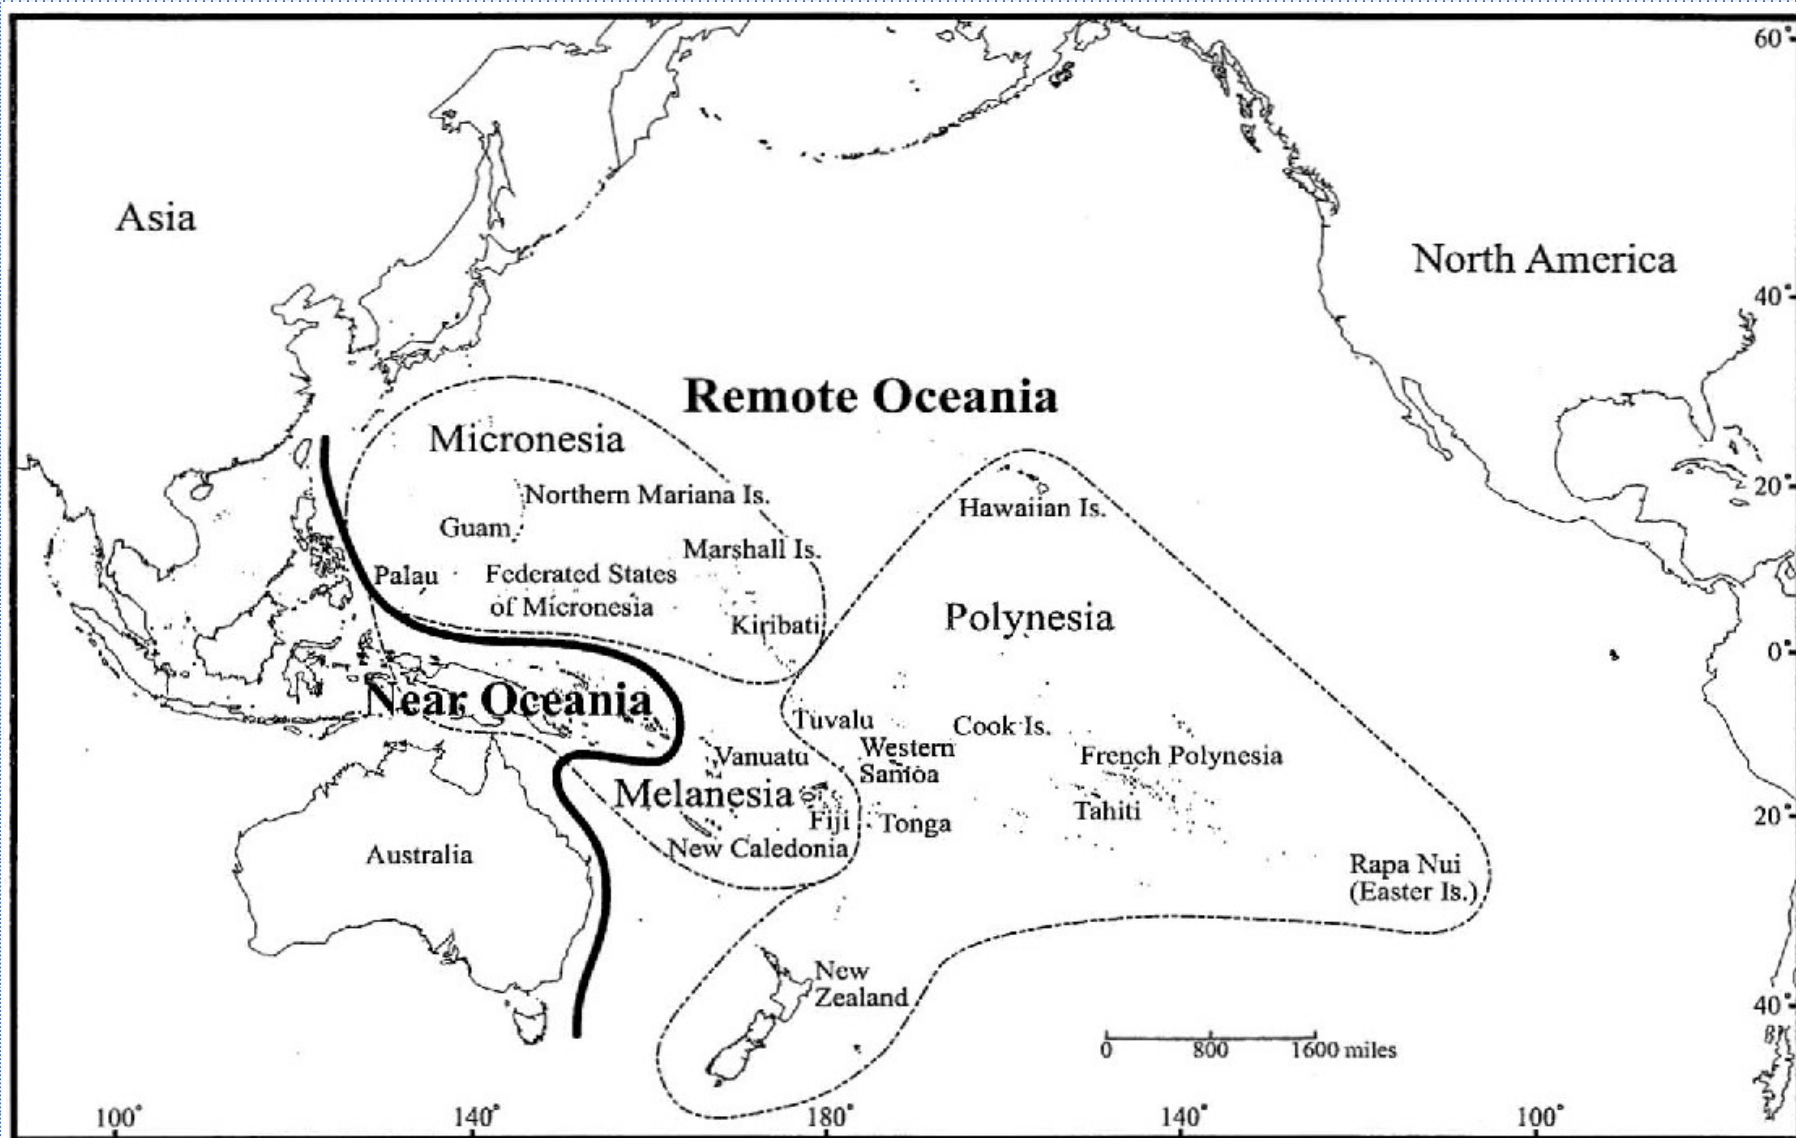 60°
Asia
North America
40°
Remote Oceania
Micronesia
Northern Mariana Is.
20°
Hawaiian Is.
Guam
Marshall Is.
Palau
Federated States
of Micronesia
Polynesia
Kiribati
0°
Near Oceania
Tuvalu
Cook Is.
Western
Samoa
Vanuatu
French Polynesia
Melanesia
Tahiti
20°
Fiji
Tonga
New Caledonia
Australia
Rapa Nui
(Easter Is.)
New
Zealand
40°
0 800 1600 miles
100° 140° 180° 140° 100°